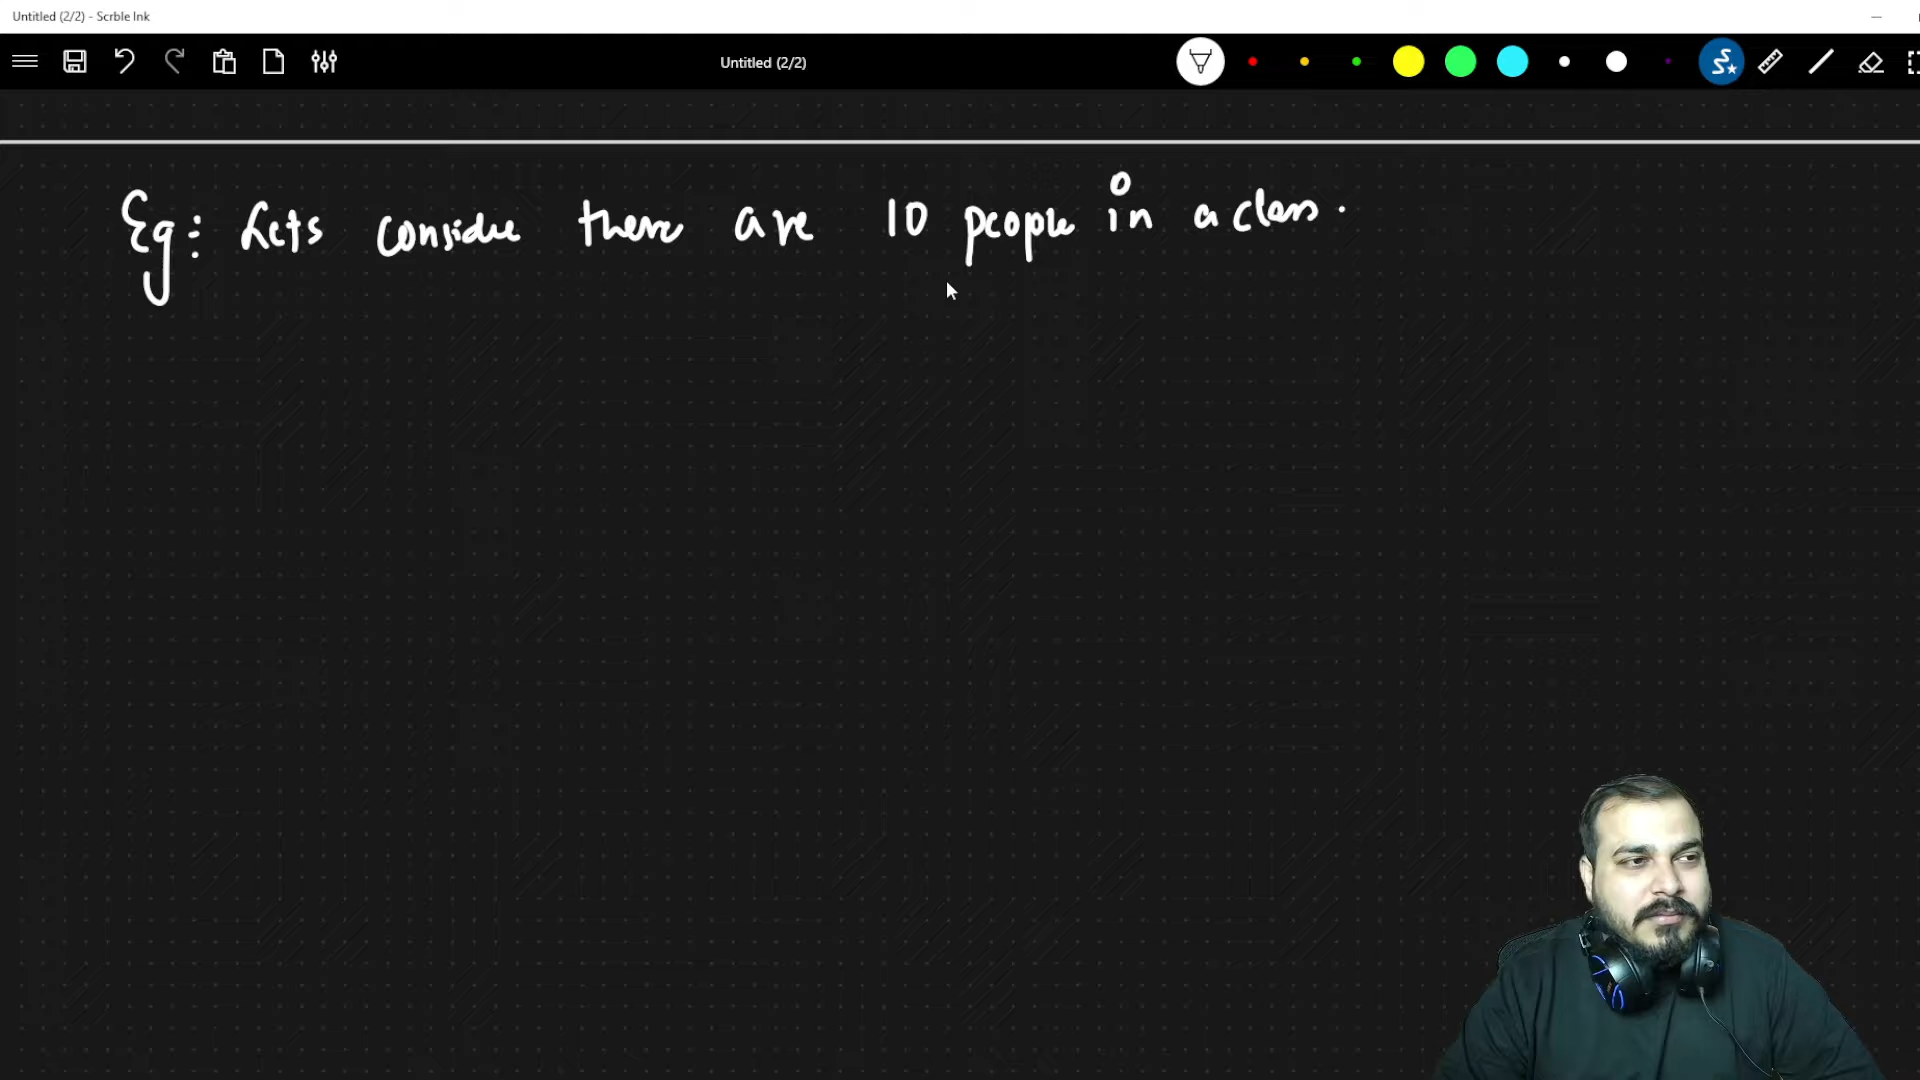 Untitled (2/2) - Scrble Ink
Untitled (2/2)
Eg: Lets consider there are 10 people in a class.